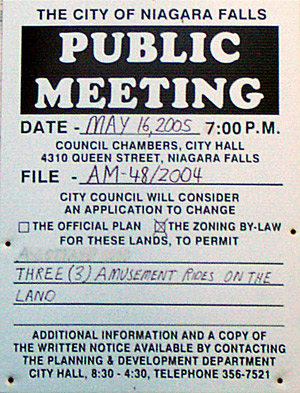 THE CITY OF NIAGARA FALLS
PUBLIC
MEETING
DATE - MAY 16, 2005 7:00 P.M.
COUNCIL CHAMBERS, CITY HALL
4310 QUEEN STREET, NIAGARA FALLS
FILE - AM-48/2004
CITY COUNCIL WILL CONSIDER
AN APPLICATION TO CHANGE
THE OFFICIAL PLAN THE ZONING BY-LAW
FOR THESE LANDS, TO PERMIT
THREE (3) AMUSEMENT RIDES ON THE
LAND
ADDITIONAL INFORMATION AND A COPY OF
THE WRITTEN NOTICE AVAILABLE BY CONTACTING
THE PLANNING & DEVELOPMENT DEPARTMENT
CITY HALL, 8:30 - 4:30, TELEPHONE 356-7521